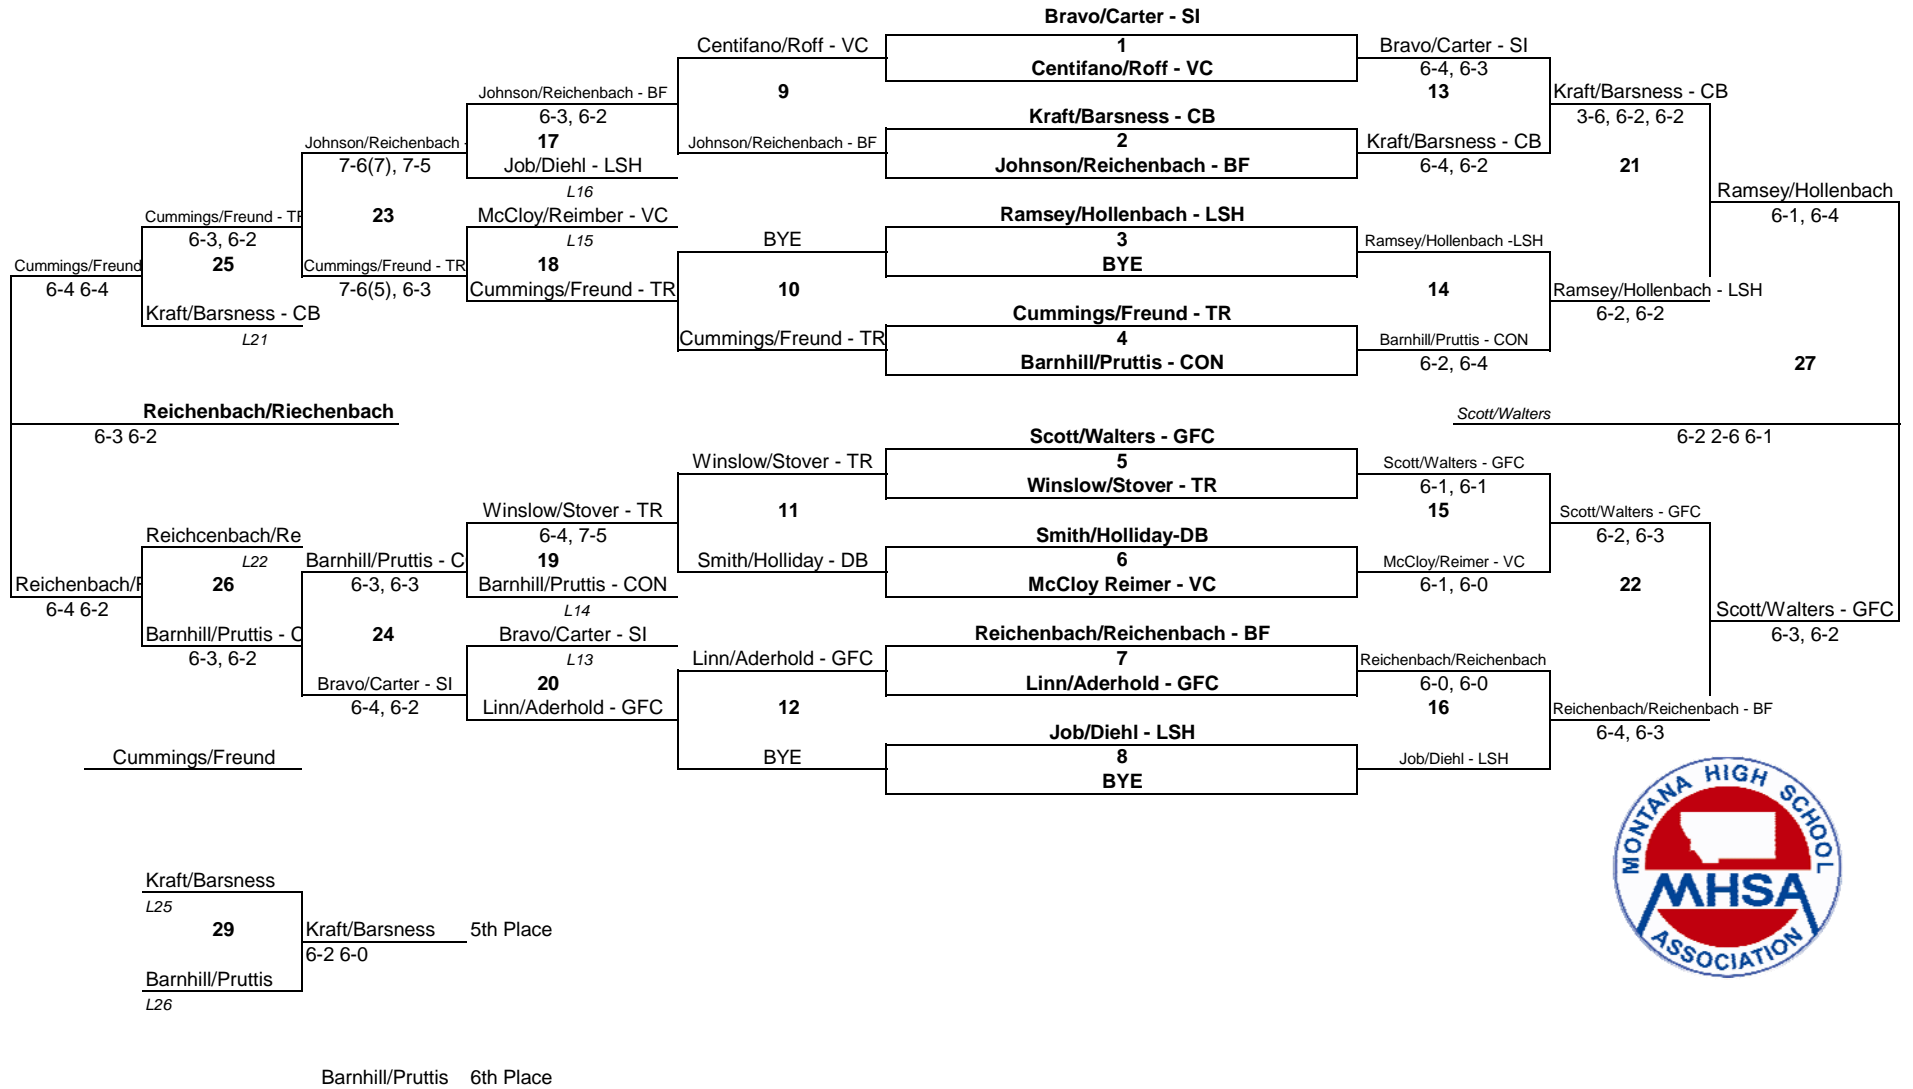 Bravo/Carter - SI
Centifano/Roff - VC 1 Bravo/Carter - SI
Centifano/Roff - VC 6-4, 6-3
Johnson/Reichenbach - BF 9 13 Kraft/Barsness - CB
6-3, 6-2 Kraft/Barsness - CB 3-6, 6-2, 6-2
Johnson/Reichenbach - 17 Johnson/Reichenbach - BF 2 Kraft/Barsness - CB
7-6(7), 7-5 Job/Diehl - LSH Johnson/Reichenbach - BF 6-4, 6-2 21
L16 Ramsey/Hollenbach
Cummings/Freund - TR 23 McCloy/Reimber - VC Ramsey/Hollenbach - LSH 6-1, 6-4
6-3, 6-2 L15 BYE 3 Ramsey/Hollenbach -LSH
Cummings/Freund 25 Cummings/Freund - TR 18 BYE
6-4 6-4 7-6(5), 6-3 Cummings/Freund - TR 10 14 Ramsey/Hollenbach - LSH
Kraft/Barsness - CB Cummings/Freund - TR 6-2, 6-2
L21 Cummings/Freund - TR 4 Barnhill/Pruttis - CON
Barnhill/Pruttis - CON 6-2, 6-4 27
Reichenbach/Riechenbach Scott/Walters
6-3 6-2 Scott/Walters - GFC 6-2 2-6 6-1
Winslow/Stover - TR 5 Scott/Walters - GFC
Winslow/Stover - TR 6-1, 6-1
Winslow/Stover - TR 11 15 Scott/Walters - GFC
Reichcenbach/Re 6-4, 7-5 Smith/Holliday-DB 6-2, 6-3
L22 Barnhill/Pruttis - C 19 Smith/Holliday - DB 6 McCloy/Reimer - VC
Reichenbach/F 26 6-3, 6-3 Barnhill/Pruttis - CON McCloy Reimer - VC 6-1, 6-0 22
6-4 6-2 L14 Scott/Walters - GFC
Barnhill/Pruttis - C 24 Bravo/Carter - SI Reichenbach/Reichenbach - BF 6-3, 6-2
6-3, 6-2 L13 Linn/Aderhold - GFC 7 Reichenbach/Reichenbach
Bravo/Carter - SI 20 Linn/Aderhold - GFC 6-0, 6-0
6-4, 6-2 Linn/Aderhold - GFC 12 16 Reichenbach/Reichenbach - BF
Job/Diehl - LSH 6-4, 6-3
Cummings/Freund BYE 8 Job/Diehl - LSH
BYE
MONTANA HIGH SCHOOL
MHSA
ASSOCIATION
Kraft/Barsness
L25
29 Kraft/Barsness 5th Place
6-2 6-0
Barnhill/Pruttis
L26
Barnhill/Pruttis 6th Place